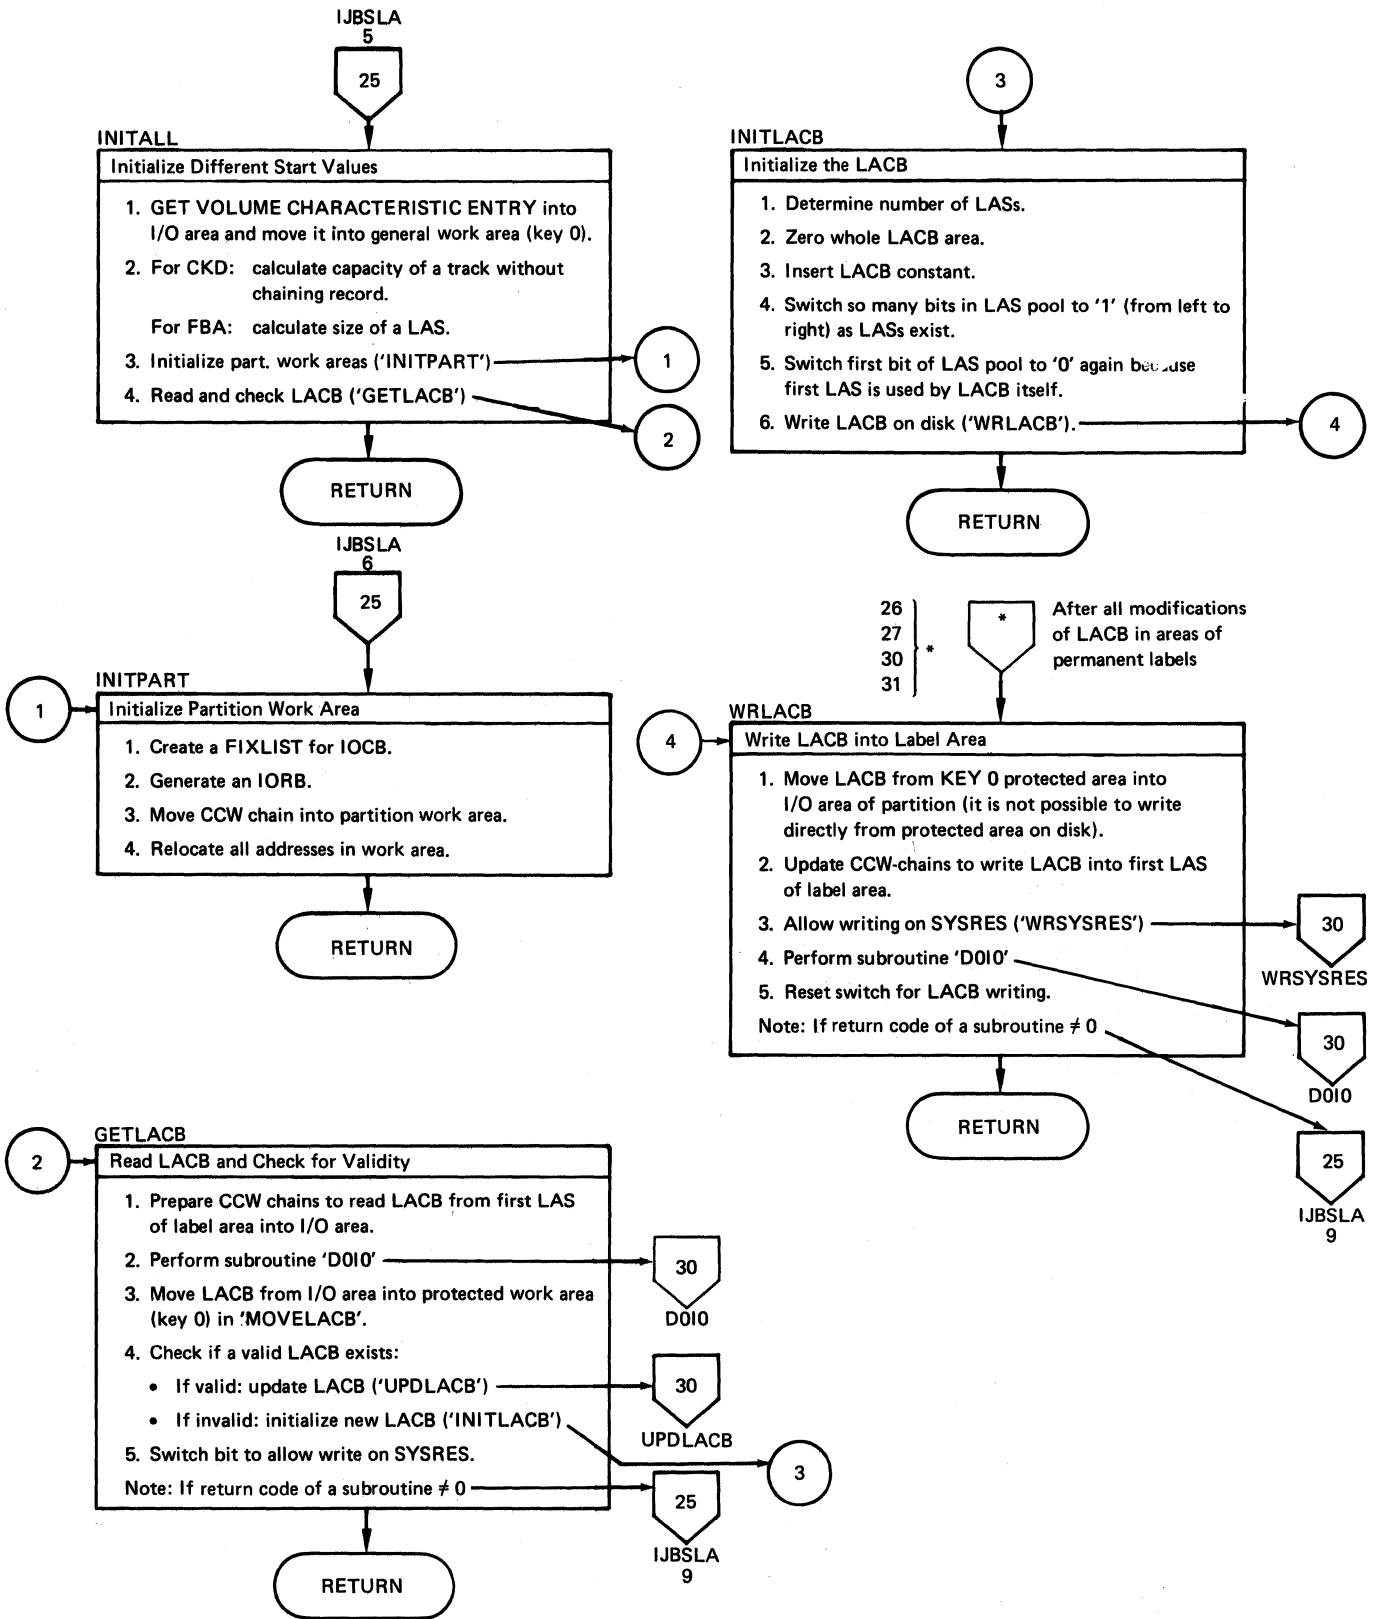 IJBSLA
5
25
INITALL
Initialize Different Start Values
1. GET VOLUME CHARACTERISTIC ENTRY into
I/O area and move it into general work area (key 0).
2. For CKD: calculate capacity of a track without
chaining record.
For FBA: calculate size of a LAS.
3. Initialize part. work areas ('INITPART')
1
4. Read and check LACB ('GETLACB')
2
RETURN
IJBSLA
6
25
INITPART
1
Initialize Partition Work Area
1. Create a FIXLIST for IOCB.
2. Generate an IORB.
3. Move CCW chain into partition work area.
4. Relocate all addresses in work area.
RETURN
GETLACB
2
Read LACB and Check for Validity
1. Prepare CCW chains to read LACB from first LAS
of label area into I/O area.
2. Perform subroutine 'DOIO'
30
DOIO
3. Move LACB from I/O area into protected work area
(key 0) in 'MOVELACB'.
4. Check if a valid LACB exists:
• If valid: update LACB ('UPDLACB')
30
UPDLACB
• If invalid: initialize new LACB ('INITLACB')
3
5. Switch bit to allow write on SYSRES.
Note: If return code of a subroutine ≠ 0
25
IJBSLA
9
RETURN
3
INITLACB
Initialize the LACB
1. Determine number of LASs.
2. Zero whole LACB area.
3. Insert LACB constant.
4. Switch so many bits in LAS pool to '1' (from left to
right) as LASs exist.
5. Switch first bit of LAS pool to '0' again because
first LAS is used by LACB itself.
6. Write LACB on disk ('WRLACB').
4
RETURN
26
27
30
31
*
*
After all modifications
of LACB in areas of
permanent labels
WRLACB
4
Write LACB into Label Area
1. Move LACB from KEY 0 protected area into
I/O area of partition (it is not possible to write
directly from protected area on disk).
2. Update CCW-chains to write LACB into first LAS
of label area.
3. Allow writing on SYSRES ('WRSYSRES')
30
WRSYSRES
4. Perform subroutine 'DOIO'
30
DOIO
5. Reset switch for LACB writing.
Note: If return code of a subroutine ≠ 0
25
IJBSLA
9
RETURN